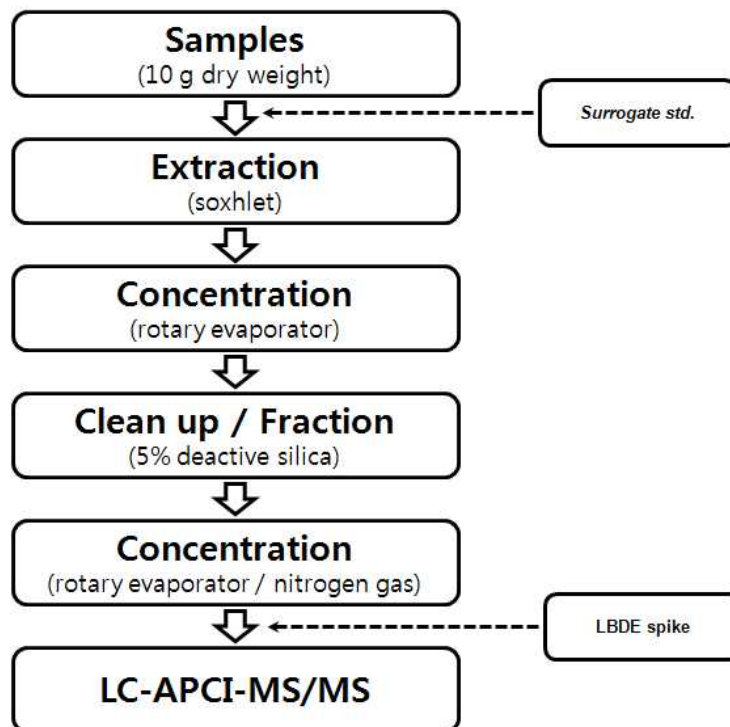 Samples
(10 g dry weight)
Surrogate std.
Extraction
(soxhlet)
Concentration
(rotary evaporator)
Clean up / Fraction
(5% deactive silica)
Concentration
(rotary evaporator / nitrogen gas)
LBDE spike
LC-APCI-MS/MS